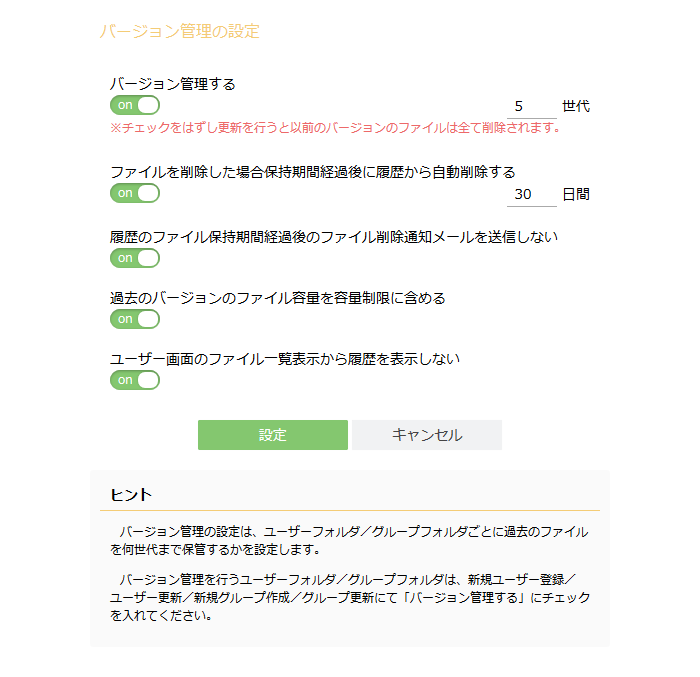 バージョン管理の設定
バージョン管理する
on
5 世代
※チェックをはずし更新を行うと以前のバージョンのファイルは全て削除されます。
ファイルを削除した場合保持期間経過後に履歴から自動削除する
on
30 日間
履歴のファイル保持期間経過後のファイル削除通知メールを送信しない
on
過去のバージョンのファイル容量を容量制限に含める
on
ユーザー画面のファイル一覧表示から履歴を表示しない
on
設定
キャンセル
ヒント
バージョン管理の設定は、ユーザーフォルダ／グループフォルダごとに過去のファイル
を何世代まで保管するかを設定します。
バージョン管理を行うユーザーフォルダ／グループフォルダは、新規ユーザー登録／
ユーザー更新／新規グループ作成／グループ更新にて「バージョン管理する」にチェック
を入れてください。